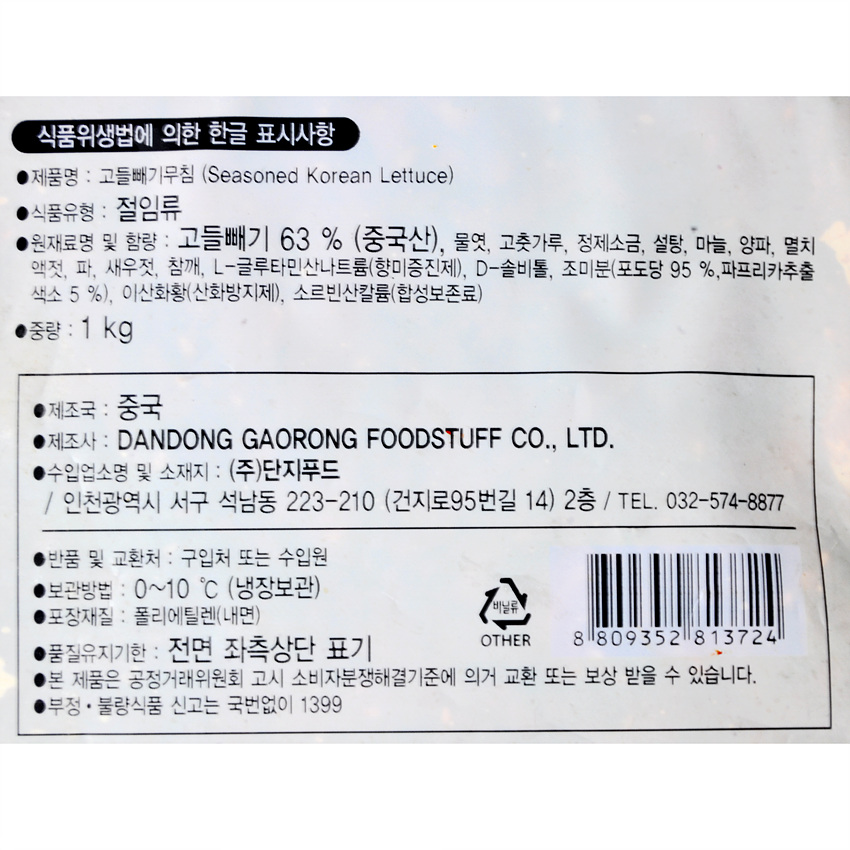 식품위생법에 의한 한글 표시사항
●제품명 : 고들빼기무침 (Seasoned Korean Lettuce)
●식품유형 : 절임류
●원재료명 및 함량 : 고들빼기 63 % (중국산), 물엿, 고춧가루, 정제소금, 설탕, 마늘, 양파, 멸치
액젓, 파, 새우젓, 참깨, L-글루타민산나트륨(향미증진제), D-솔비톨, 조미분(포도당 95 %,파프리카추출
색소 5 %), 이산화황(산화방지제), 소르빈산칼륨(합성보존료)
●중량 : 1 kg
●제조국 : 중국
●제조사 : DANDONG GAORONG FOODSTUFF CO., LTD.
●수입업소명 및 소재지 : (주)단지푸드
/ 인천광역시 서구 석남동 223-210 (건지로95번길 14) 2층 / TEL. 032-574-8877
●반품 및 교환처 : 구입처 또는 수입원
●보관방법 : 0~10 ℃ (냉장보관)
●포장재질 : 폴리에틸렌(내면)
●품질유지기한 : 전면 좌측상단 표기
비닐류
OTHER
8 809352 813724
●본 제품은 공정거래위원회 고시 소비자분쟁해결기준에 의거 교환 또는 보상 받을 수 있습니다.
●부정·불량식품 신고는 국번없이 1399